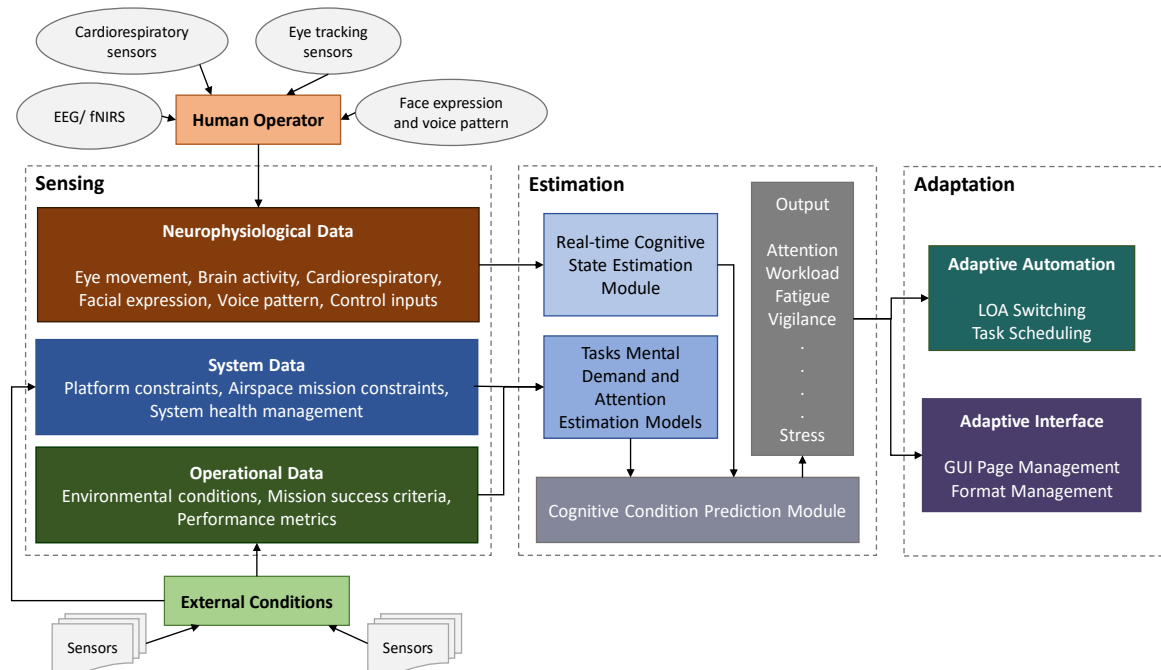 Cardiorespiratory
sensors
Eye tracking
sensors
EEG/ fNIRS
Human Operator
Face expression
and voice pattern
Sensing
Neurophysiological Data
Eye movement, Brain activity, Cardiorespiratory,
Facial expression, Voice pattern, Control inputs
System Data
Platform constraints, Airspace mission constraints,
System health management
Operational Data
Environmental conditions, Mission success criteria,
Performance metrics
External Conditions
Sensors
Sensors
Estimation
Real-time Cognitive
State Estimation
Module
Tasks Mental
Demand and
Attention
Estimation Models
Output
Attention
Workload
Fatigue
Vigilance
.
.
.
.
Stress
Cognitive Condition Prediction Module
Adaptation
Adaptive Automation
LOA Switching
Task Scheduling
Adaptive Interface
GUI Page Management
Format Management